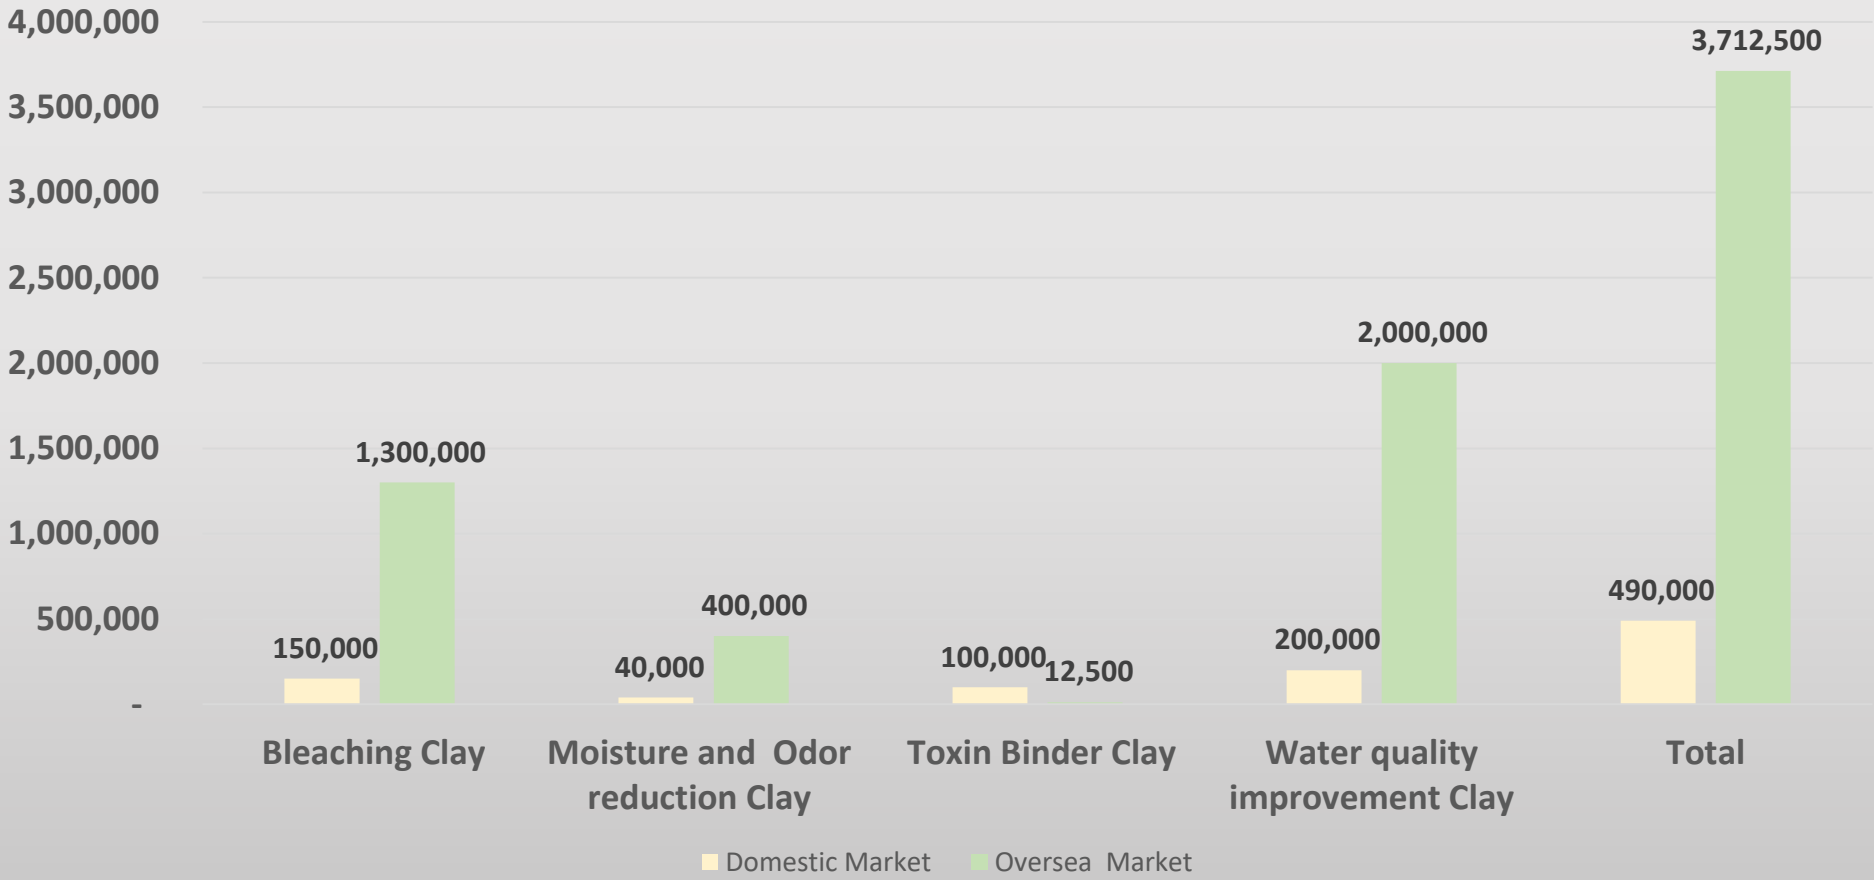 4,000,000
3,500,000
3,000,000
2,500,000
2,000,000
1,500,000
1,000,000
500,000
-
150,000
1,300,000
40,000
400,000
100,000
12,500
200,000
2,000,000
490,000
3,712,500
Bleaching Clay
Moisture and  Odor
reduction Clay
Toxin Binder Clay
Water quality
improvement Clay
Total
Domestic Market
Oversea  Market